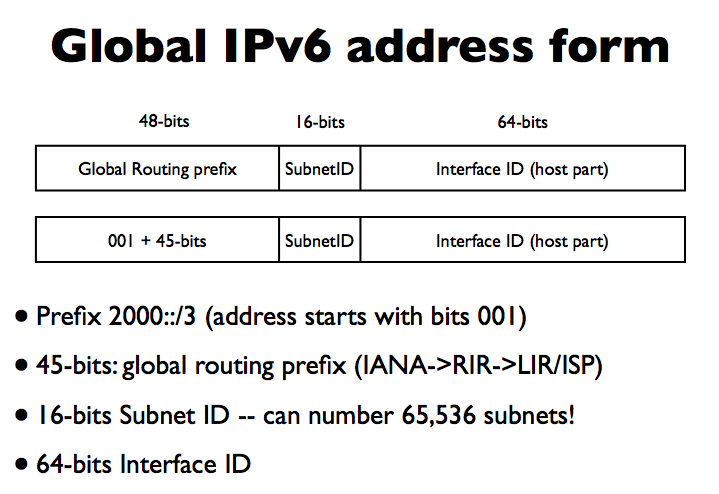 Global IPv6 address form
48-bits 16-bits 64-bits
Global Routing prefix SubnetID Interface ID (host part)
001 + 45-bits SubnetID Interface ID (host part)
• Prefix 2000::/3 (address starts with bits 001)
• 45-bits: global routing prefix (IANA->RIR->LIR/ISP)
• 16-bits Subnet ID -- can number 65,536 subnets!
• 64-bits Interface ID